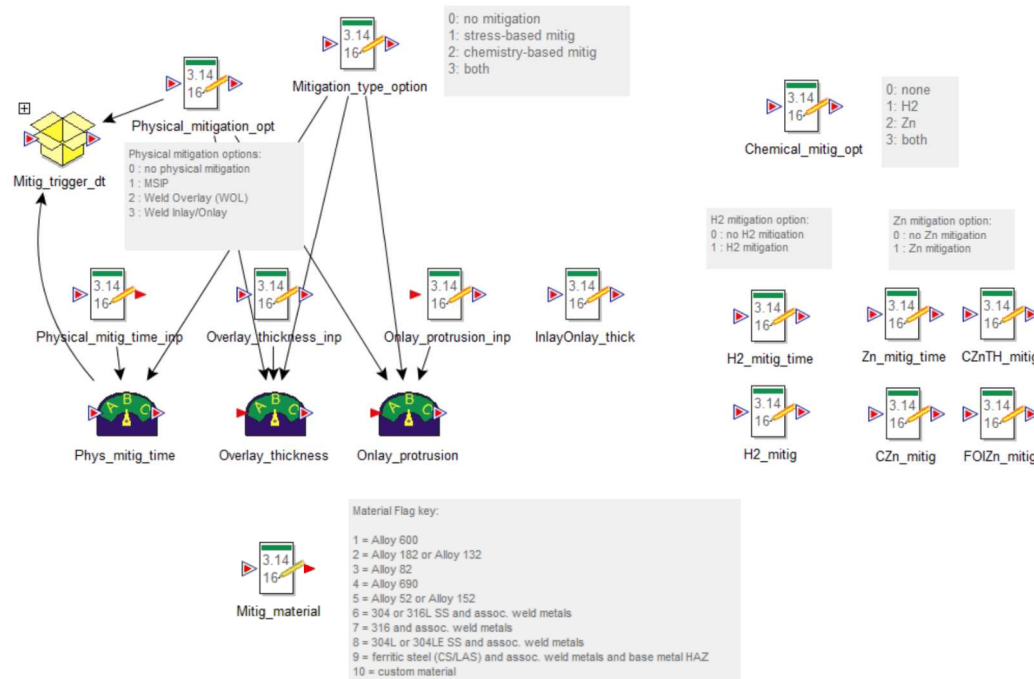 3.14
16
Physical_mitigation_opt
3.14
16
Mitigation_type_option
0: no mitigation
1: stress-based mitig
2: chemistry-based mitig
3: both
Mitig_trigger_dt
Physical mitigation options:
0 : no physical mitigation
1 : MSIP
2 : Weld Overlay (WOL)
3 : Weld Inlay/Onlay
3.14
16
Chemical_mitig_opt
0: none
1: H2
2: Zn
3: both
H2 mitigation option:
0 : no H2 mitigation
1 : H2 mitigation
Zn mitigation option:
0 : no Zn mitigation
1 : Zn mitigation
3.14
16
Physical_mitig_time_inp
3.14
16
Overlay_thickness_inp
3.14
16
Onlay_protrusion_inp
3.14
16
InlayOnlay_thick
3.14
16
H2_mitig_time
3.14
16
Zn_mitig_time
3.14
16
CZnTH_mitig
A B C
Phys_mitig_time
A B C
Overlay_thickness
A B C
Onlay_protrusion
3.14
16
H2_mitig
3.14
16
CZn_mitig
3.14
16
FOIZn_mitig
3.14
16
Mitig_material
Material Flag key:
1 = Alloy 600
2 = Alloy 182 or Alloy 132
3 = Alloy 82
4 = Alloy 690
5 = Alloy 52 or Alloy 152
6 = 304 or 316L SS and assoc. weld metals
7 = 316 and assoc. weld metals
8 = 304L or 304LE SS and assoc. weld metals
9 = ferritic steel (CS/LAS) and assoc. weld metals and base metal HAZ
10 = custom material